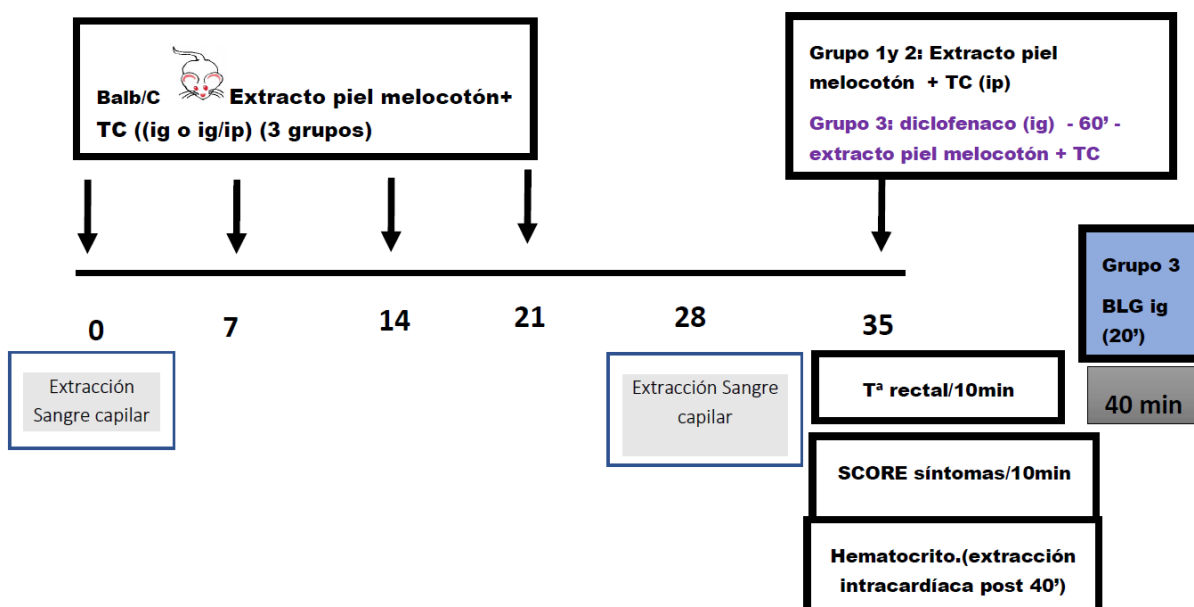 Balb/C Extracto piel melocotón+
TC ((ig o ig/ip) (3 grupos)
Grupo 1y 2: Extracto piel
melocotón + TC (ip)
Grupo 3: diclofenaco (ig) - 60’ -
extracto piel melocotón + TC
0
7
14
21
28
35
Extracción
Sangre capilar
Extracción Sangre
capilar
Tª rectal/10min
SCORE síntomas/10min
Hematocrito.(extracción
intracardíaca post 40’)
Grupo 3
BLG ig
(20’)
40 min